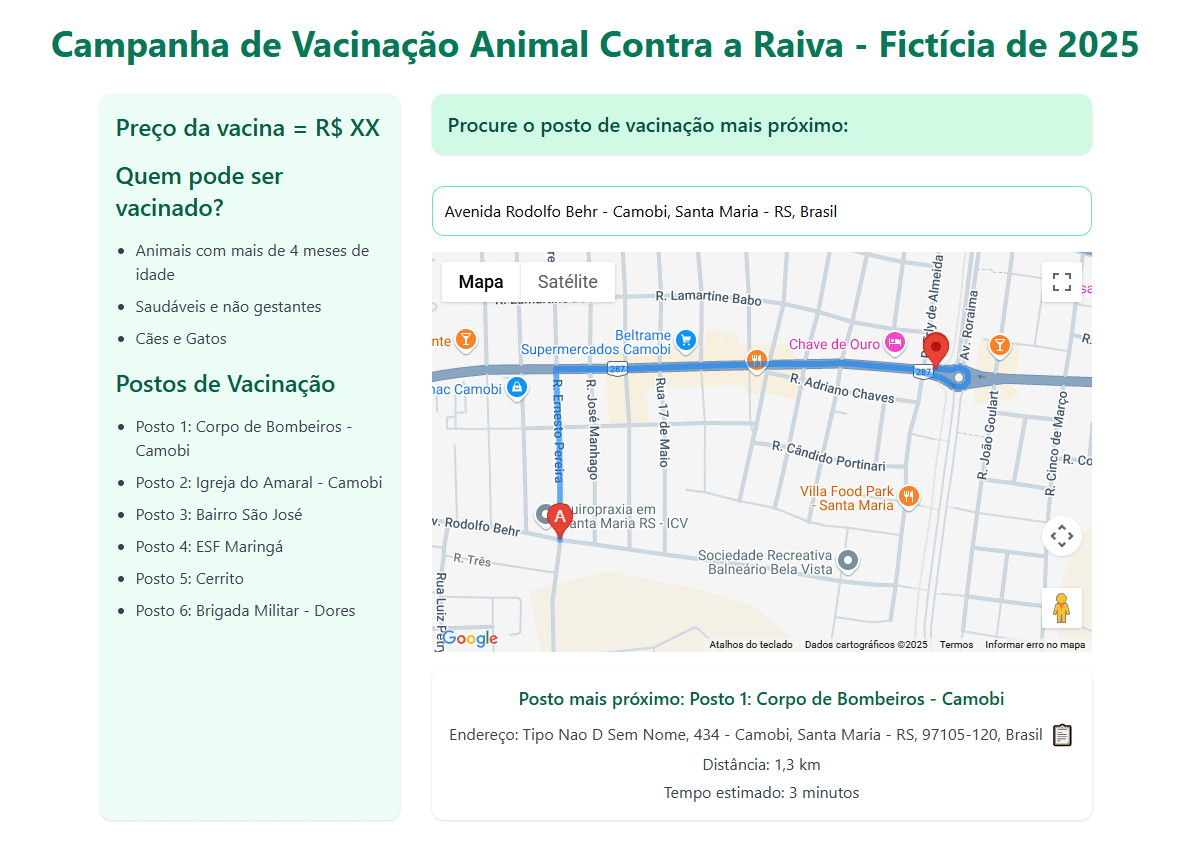 Campanha de Vacinação Animal Contra a Raiva - Fictícia de 2025
Preço da vacina = R$ XX
Quem pode ser
vacinado?
Animais com mais de 4 meses de
idade
Saudáveis e não gestantes
Cães e Gatos
Postos de Vacinação
Posto 1: Corpo de Bombeiros -
Camobi
Posto 2: Igreja do Amaral - Camobi
Posto 3: Bairro São José
Posto 4: ESF Maringá
Posto 5: Cerrito
Posto 6: Brigada Militar - Dores
Procure o posto de vacinação mais próximo:
Avenida Rodolfo Behr - Camobi, Santa Maria - RS, Brasil
Mapa
Satélite
R. Lamartine Babo
Beltrame
Supermercados Camobi
Chave de Ouro
de Almeida
Av. Roraima
287
287
Camobi
R. Adriano Chaves
R. Ernesto Pereira
R. José Manhago
Rua 17 de Maio
R. João Goulart
R. Cinco de Março
R. Cândido Portinari
R. Co
Villa Food Park
- Santa Maria
A
uiropraxia em
anta Maria RS - ICV
v. Rodolfo Behr
R. Três
Sociedade Recreativa
Balneário Bela Vista
Rua Luiz
Google
Atalhos do teclado
Dados cartográficos ©2025
Termos
Informar erro no mapa
Posto mais próximo: Posto 1: Corpo de Bombeiros - Camobi
Endereço: Tipo Nao D Sem Nome, 434 - Camobi, Santa Maria - RS, 97105-120, Brasil
Distância: 1,3 km
Tempo estimado: 3 minutos